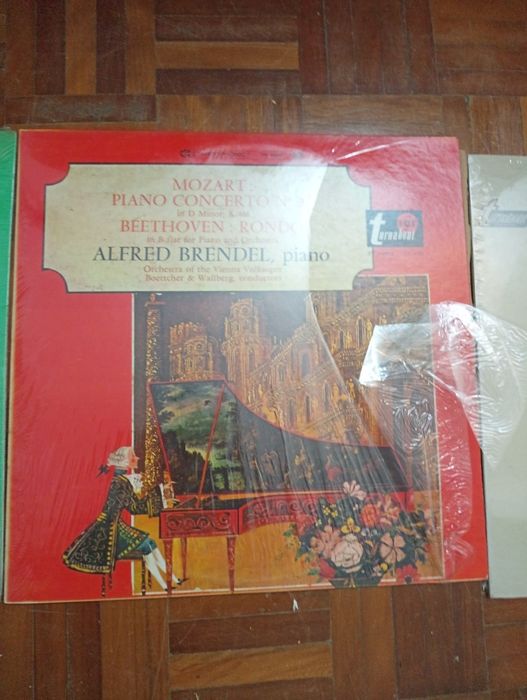 MOZART:
PIANO CONCERTO
in D Minor, K. 466
BEETHOVEN: RONDO
in B-flat for Piano and Orchestra
ALFRED BRENDEL, piano
Orchestra of the Vienna Volksoper
Boettcher & Wallberg, conductors
VOX
turnabout